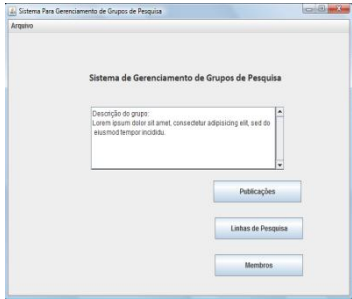 Sistema Para Gerenciamento de Grupos de Pesquisa
Arquivo
Sistema de Gerenciamento de Grupos de Pesquisa
Descrição do grupo:
Lorem ipsum dolor sit amet, consectetur adipisicing elit, sed do
eiusmod tempor incididu.
Publicações
Linhas de Pesquisa
Membros